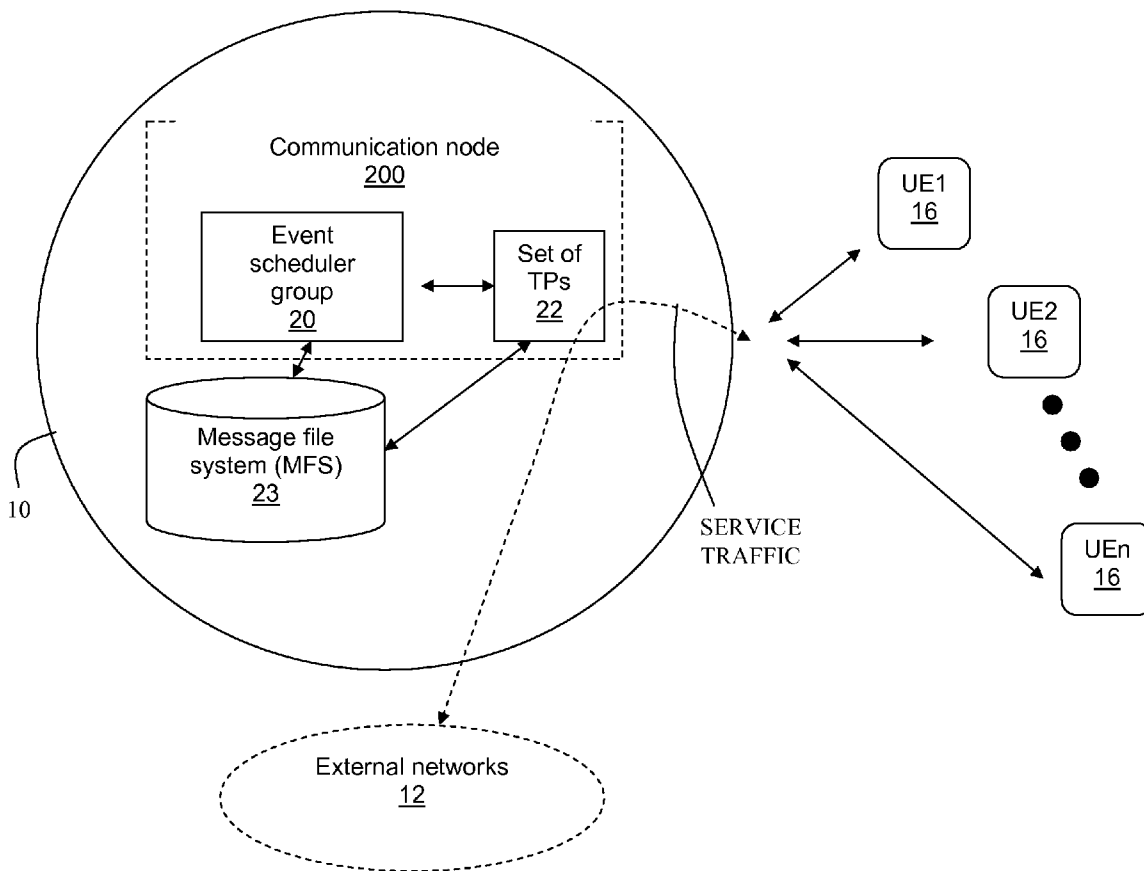 Communication node
200
Event
scheduler
group
20
Set of
TPs
22
Message file
system (MFS)
23
10
SERVICE
TRAFFIC
UE1
16
UE2
16
UEn
16
External networks
12